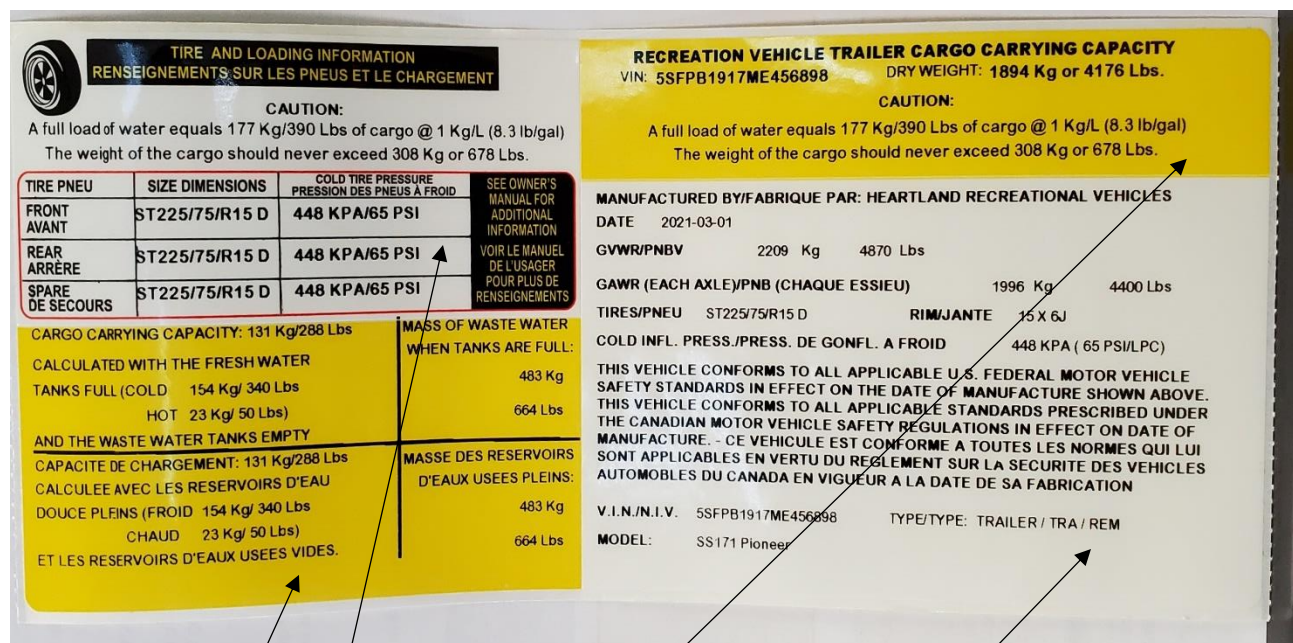 TIRE AND LOADING INFORMATION
RENSEIGNEMENTS SUR LES PNEUS ET LE CHARGEMENT
CAUTION:
A full load of water equals 177 Kg/390 Lbs of cargo @ 1 Kg/L (8.3 lb/gal)
The weight of the cargo should never exceed 308 Kg or 678 Lbs.
TIRE PNEU SIZE DIMENSIONS COLD TIRE PRESSURE
PRESSION DES PNEUS À FROID
FRONT
AVANT
ST225/75/R15 D 448 KPA/65 PSI
REAR
ARRÈRE
ST225/75/R15 D 448 KPA/65 PSI
SPARE
DE SECOURS
ST225/75/R15 D 448 KPA/65 PSI
SEE OWNER'S
MANUAL FOR
ADDITIONAL
INFORMATION
VOIR LE MANUEL
DE L'USAGER
POUR PLUS DE
RENSEIGNEMENTS
CARGO CARRYING CAPACITY: 131 Kg/288 Lbs
CALCULATED WITH THE FRESH WATER
TANKS FULL (COLD 154 Kg/ 340 Lbs
HOT 23 Kg/ 50 Lbs)
AND THE WASTE WATER TANKS EMPTY
MASS OF WASTE WATER
WHEN TANKS ARE FULL:
483 Kg
664 Lbs
CAPACITE DE CHARGEMENT: 131 Kg/288 Lbs
CALCULEE AVEC LES RESERVOIRS D'EAU
DOUCE PLEINS (FROID 154 Kg/ 340 Lbs
CHAUD 23 Kg/ 50 Lbs)
ET LES RESERVOIRS D'EAUX USEES VIDES.
MASSE DES RESERVOIRS
D'EAUX USEES PLEINS:
483 Kg
664 Lbs
RECREATION VEHICLE TRAILER CARGO CARRYING CAPACITY
VIN: 5SFPB1917ME456898 DRY WEIGHT: 1894 Kg or 4176 Lbs.
CAUTION:
A full load of water equals 177 Kg/390 Lbs of cargo @ 1 Kg/L (8.3 lb/gal)
The weight of the cargo should never exceed 308 Kg or 678 Lbs.
MANUFACTURED BY/FABRIQUE PAR: HEARTLAND RECREATIONAL VEHICLES
DATE 2021-03-01
GVWR/PNBV 2209 Kg 4870 Lbs
GAWR (EACH AXLE)/PNB (CHAQUE ESSIEU) 1996 Kg 4400 Lbs
TIRES/PNEU ST225/75/R15 D RIM/JANTE 15 X 6J
COLD INFL. PRESS./PRESS. DE GONFL. A FROID 448 KPA ( 65 PSI/LPC)
THIS VEHICLE CONFORMS TO ALL APPLICABLE U.S. FEDERAL MOTOR VEHICLE
SAFETY STANDARDS IN EFFECT ON THE DATE OF MANUFACTURE SHOWN ABOVE.
THIS VEHICLE CONFORMS TO ALL APPLICABLE STANDARDS PRESCRIBED UNDER
THE CANADIAN MOTOR VEHICLE SAFETY REGULATIONS IN EFFECT ON DATE OF
MANUFACTURE. - CE VEHICULE EST CONFORME A TOUTES LES NORMES QUI LUI
SONT APPLICABLES EN VERTU DU REGLEMENT SUR LA SECURITE DES VEHICLES
AUTOMOBLES DU CANADA EN VIGUEUR A LA DATE DE SA FABRICATION
V.I.N./N.I.V. 5SFPB1917ME456898 TYPE/TYPE: TRAILER / TRA / REM
MODEL: SS171 Pioneer